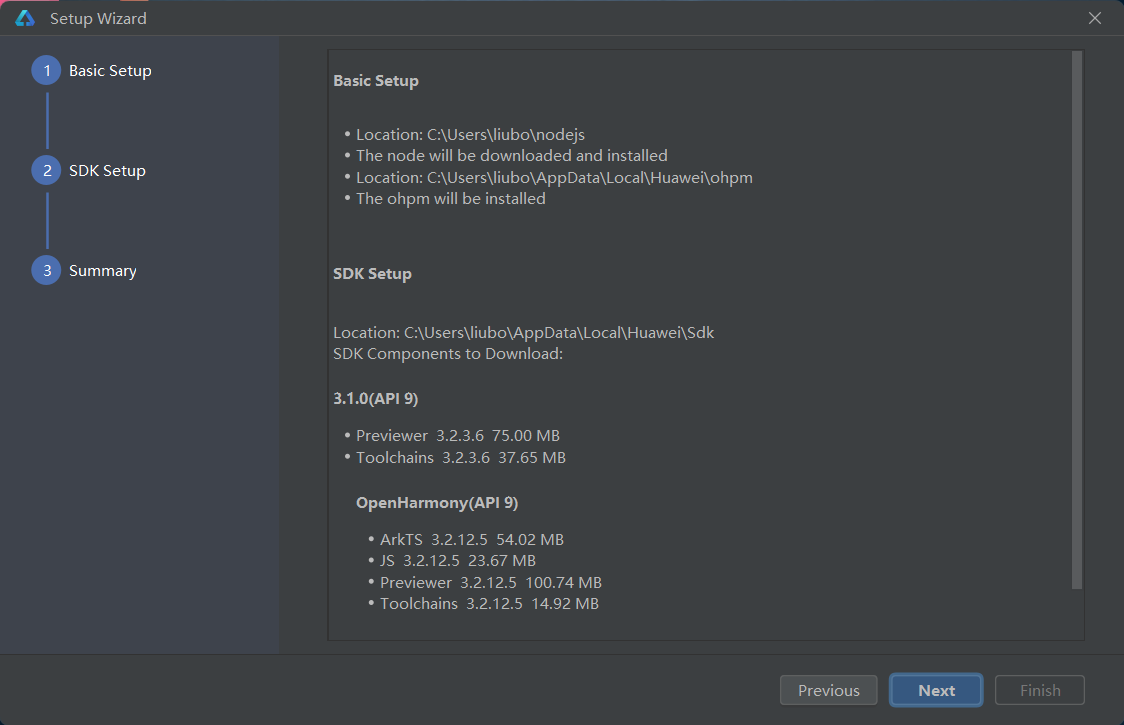 Setup Wizard
1 Basic Setup
2 SDK Setup
3 Summary
Basic Setup
• Location: C:\Users\liubo\nodejs
• The node will be downloaded and installed
• Location: C:\Users\liubo\AppData\Local\Huawei\ohpm
• The ohpm will be installed
SDK Setup
Location: C:\Users\liubo\AppData\Local\Huawei\Sdk
SDK Components to Download:
3.1.0(API 9)
• Previewer 3.2.3.6 75.00 MB
• Toolchains 3.2.3.6 37.65 MB
OpenHarmony(API 9)
• ArkTS 3.2.12.5 54.02 MB
• JS 3.2.12.5 23.67 MB
• Previewer 3.2.12.5 100.74 MB
• Toolchains 3.2.12.5 14.92 MB
Previous Next Finish